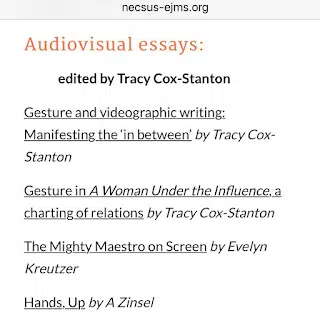 necsus-ejms.org
Audiovisual essays:
edited by Tracy Cox-Stanton
Gesture and videographic writing:
Manifesting the ‘in between’ by Tracy Cox-
Stanton
Gesture in A Woman Under the Influence, a
charting of relations by Tracy Cox-Stanton
The Mighty Maestro on Screen by Evelyn
Kreutzer
Hands, Up by A Zinsel